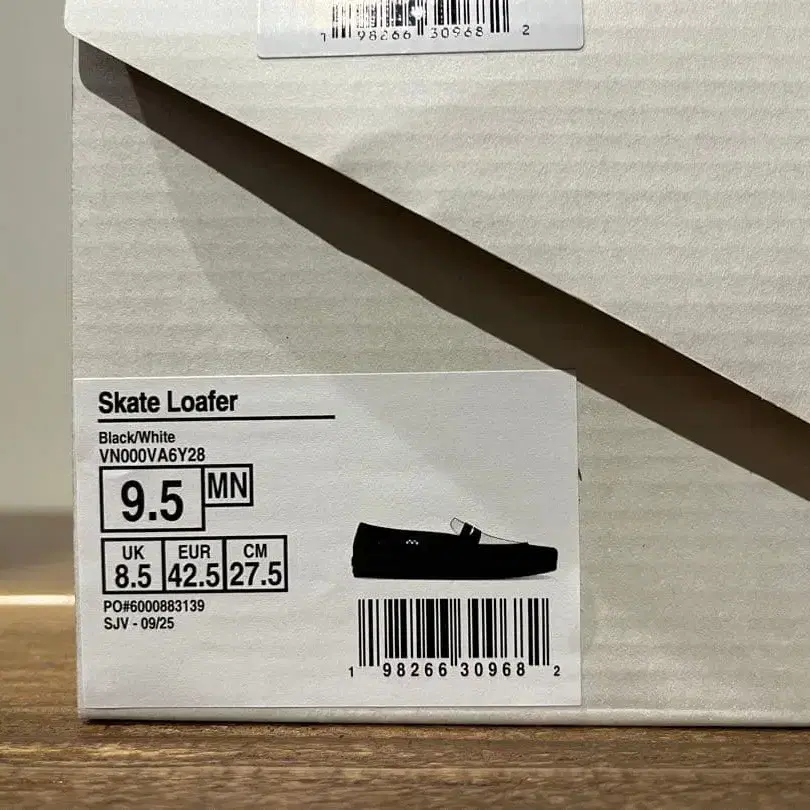 1 98266 30968 2
Skate Loafer
Black/White
VN000VA6Y28
9.5 MN
UK EUR CM
8.5 42.5 27.5
PO#6000883139
SJV - 09/25
1 98266 30968 2